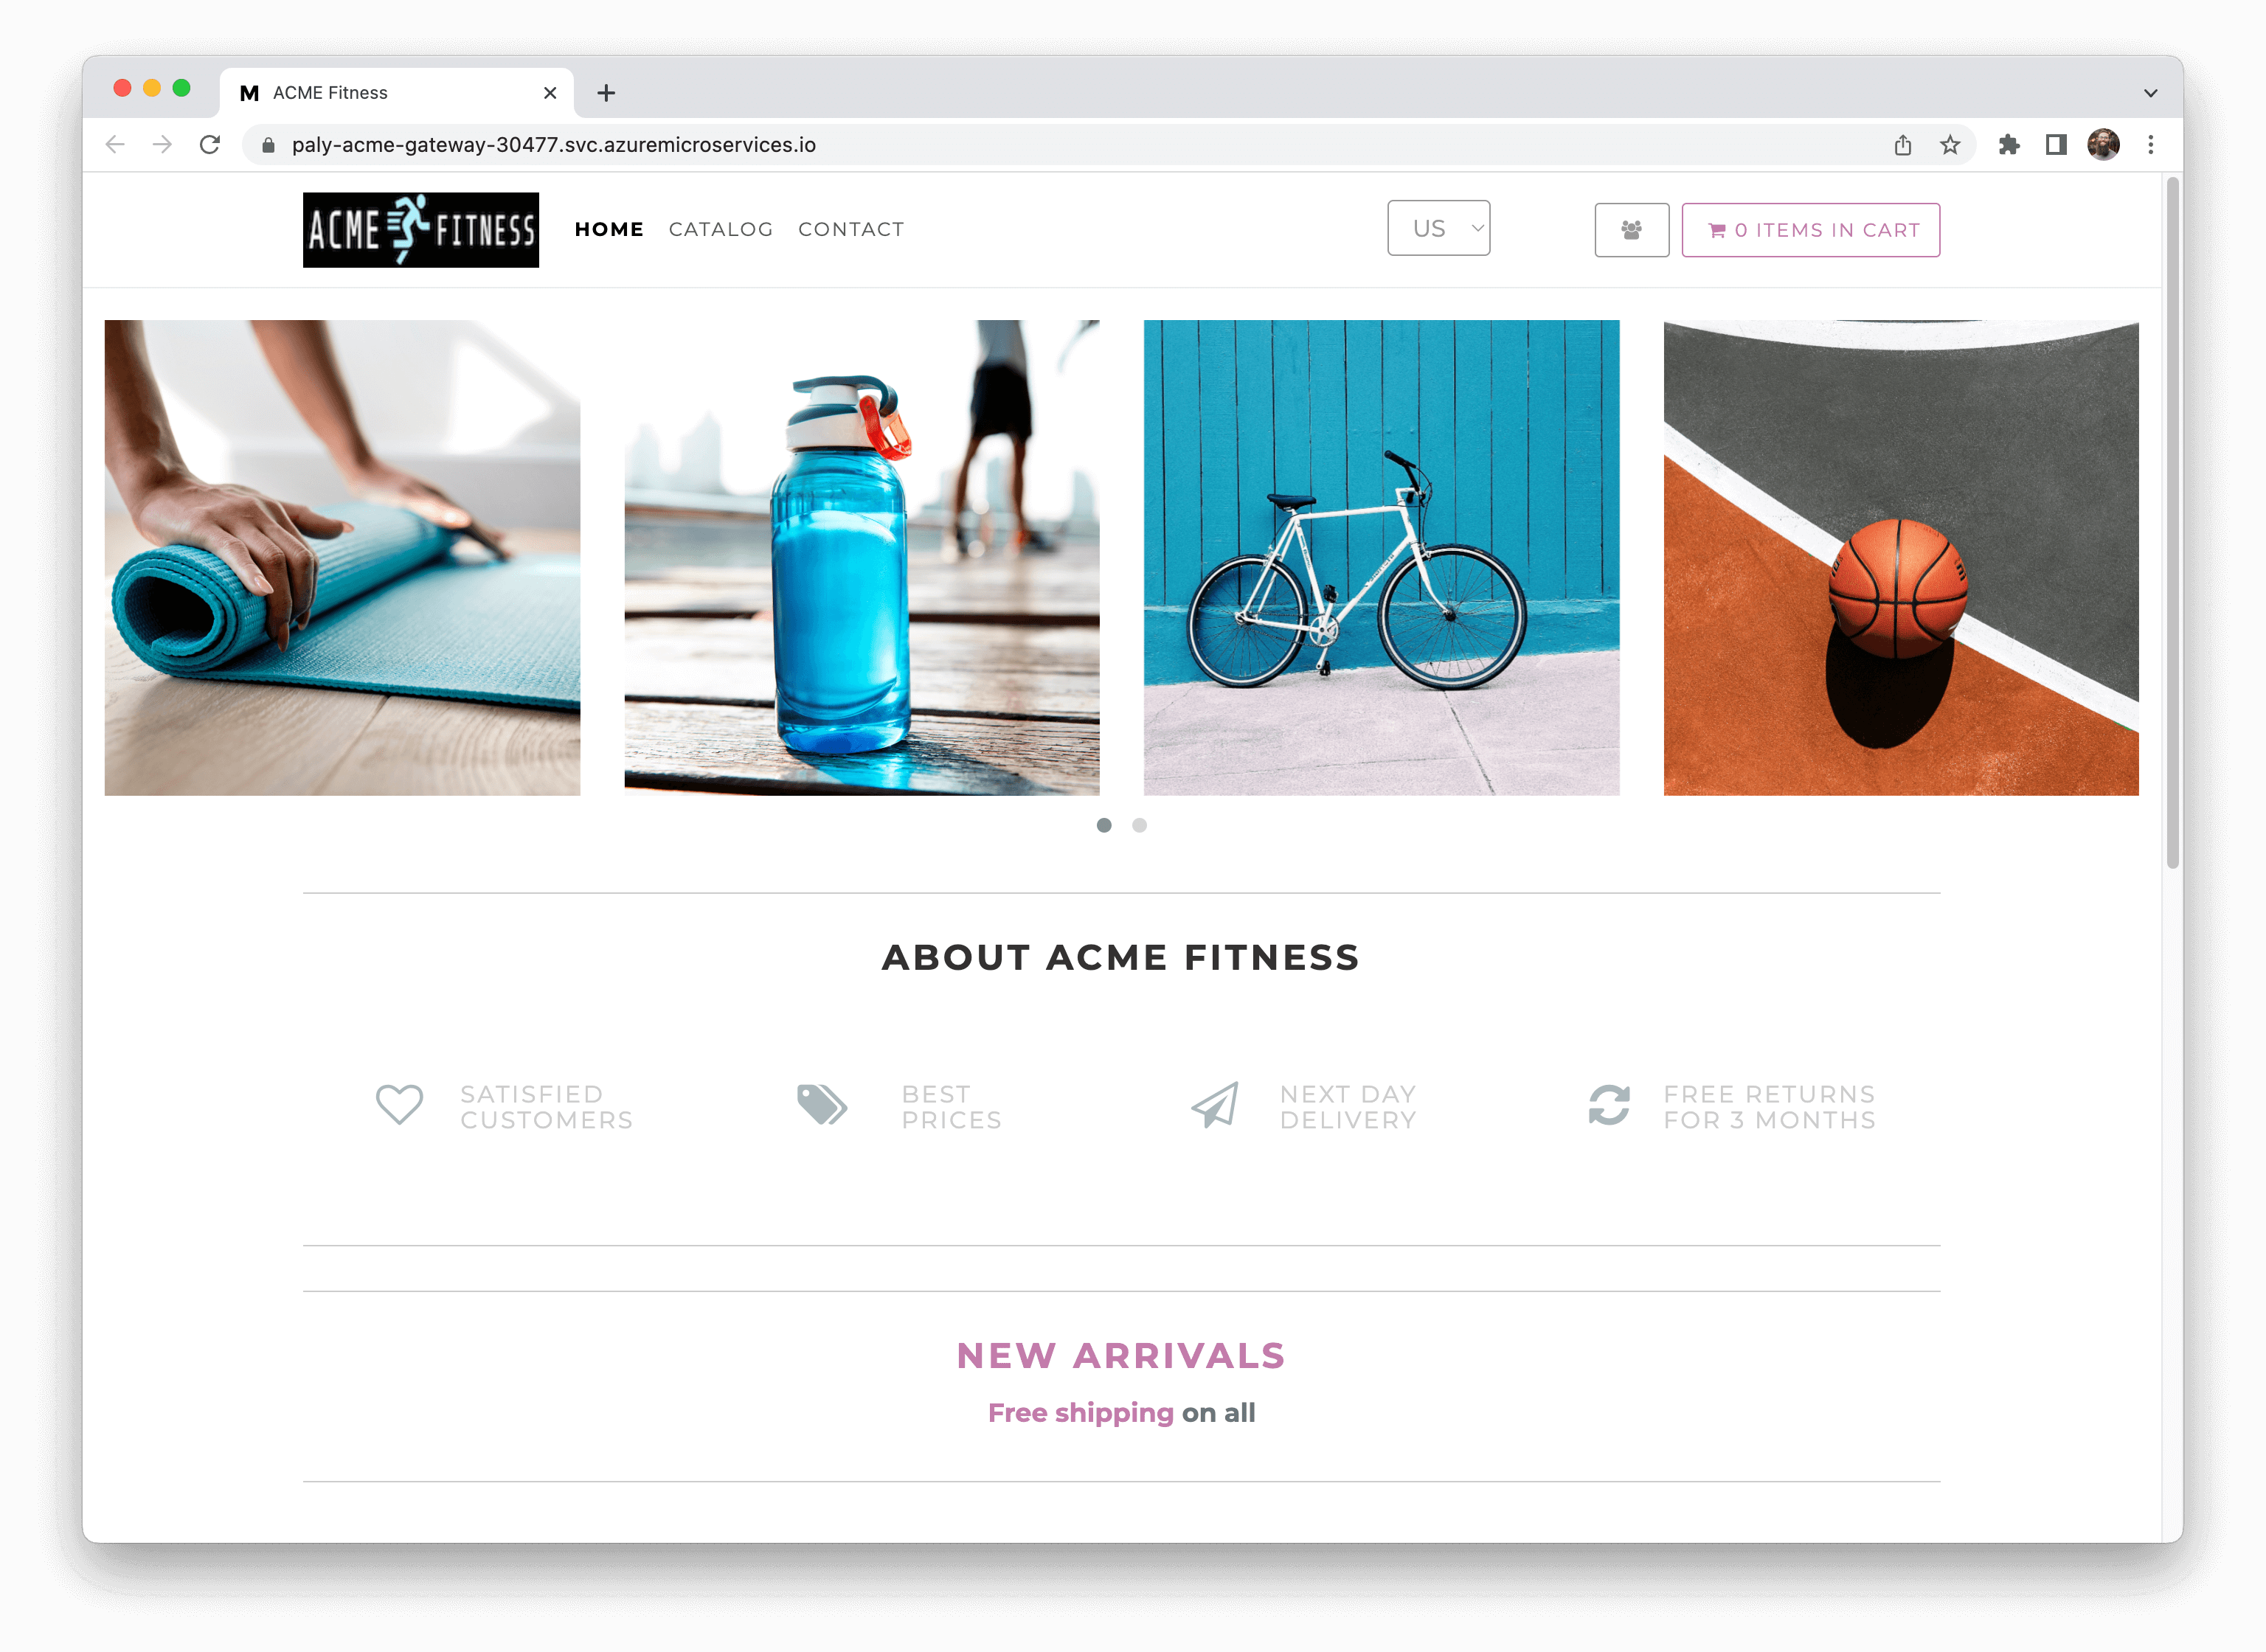 ACME Fitness
paly-acme-gateway-30477.svc.azuremicroservices.io
ACME FITNESS
HOME CATALOG CONTACT
US
0 ITEMS IN CART
ABOUT ACME FITNESS
SATISFIED
CUSTOMERS
BEST
PRICES
NEXT DAY
DELIVERY
FREE RETURNS
FOR 3 MONTHS
NEW ARRIVALS
Free shipping on all